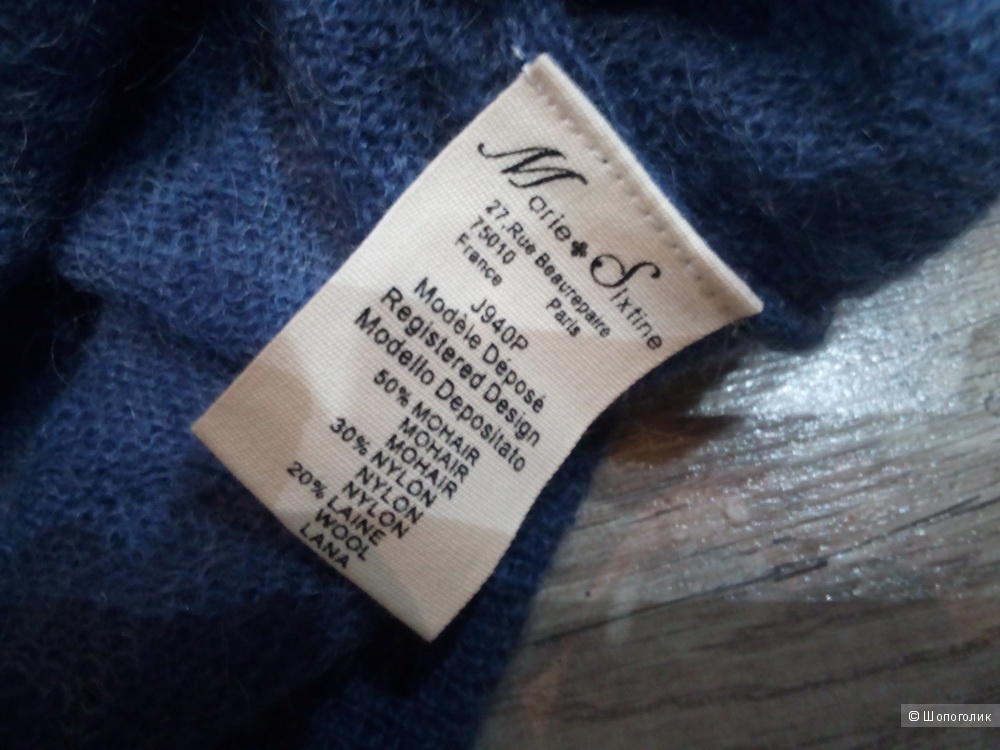 Marie Sixtine
27, Rue Beaurepaire
75010 Paris
France
J940P
Modèle Déposé
Registered Design
Modello Depositato
50% MOHAIR
MOHAIR
MOHAIR
30% NYLON
NYLON
NYLON
20% LAINE
WOOL
LANA
© Шопоголик